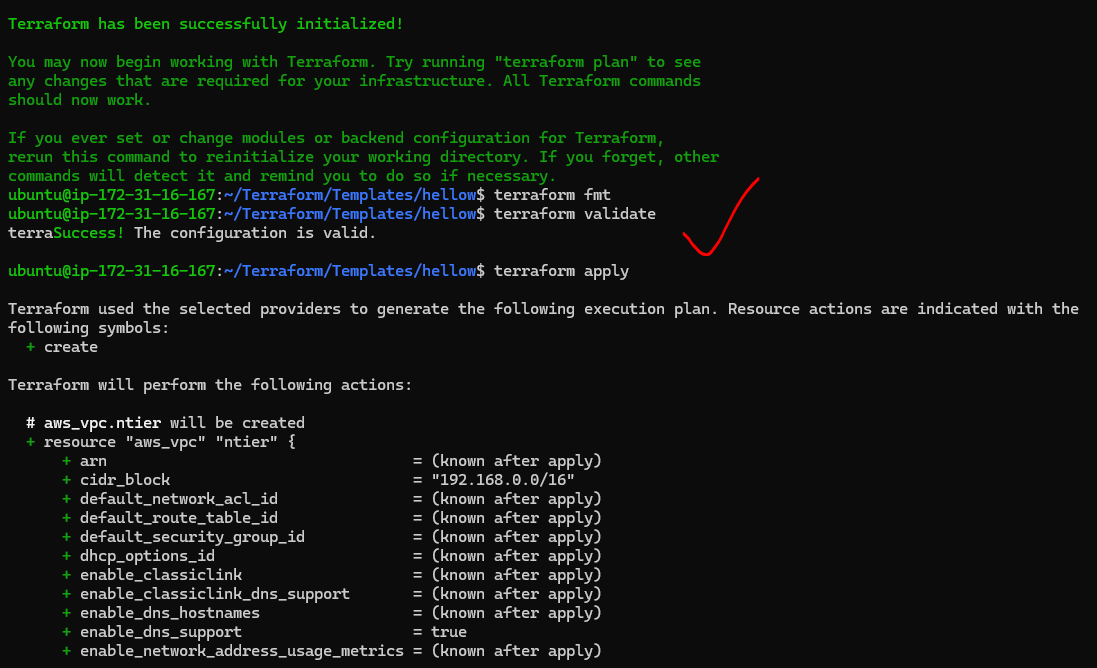 Terraform has been successfully initialized!
You may now begin working with Terraform. Try running "terraform plan" to see
any changes that are required for your infrastructure. All Terraform commands
should now work.
If you ever set or change modules or backend configuration for Terraform,
rerun this command to reinitialize your working directory. If you forget, other
commands will detect it and remind you to do so if necessary.
ubuntu@ip-172-31-16-167:~/Terraform/Templates/hellow$ terraform fmt
ubuntu@ip-172-31-16-167:~/Terraform/Templates/hellow$ terraform validate
terraSuccess! The configuration is valid.
ubuntu@ip-172-31-16-167:~/Terraform/Templates/hellow$ terraform apply
Terraform used the selected providers to generate the following execution plan. Resource actions are indicated with the
following symbols:
  + create
Terraform will perform the following actions:
  # aws_vpc.ntier will be created
  + resource "aws_vpc" "ntier" {
      + arn                                  = (known after apply)
      + cidr_block                           = "192.168.0.0/16"
      + default_network_acl_id               = (known after apply)
      + default_route_table_id               = (known after apply)
      + default_security_group_id            = (known after apply)
      + dhcp_options_id                      = (known after apply)
      + enable_classiclink                   = (known after apply)
      + enable_classiclink_dns_support       = (known after apply)
      + enable_dns_hostnames                 = (known after apply)
      + enable_dns_support                   = true
      + enable_network_address_usage_metrics = (known after apply)